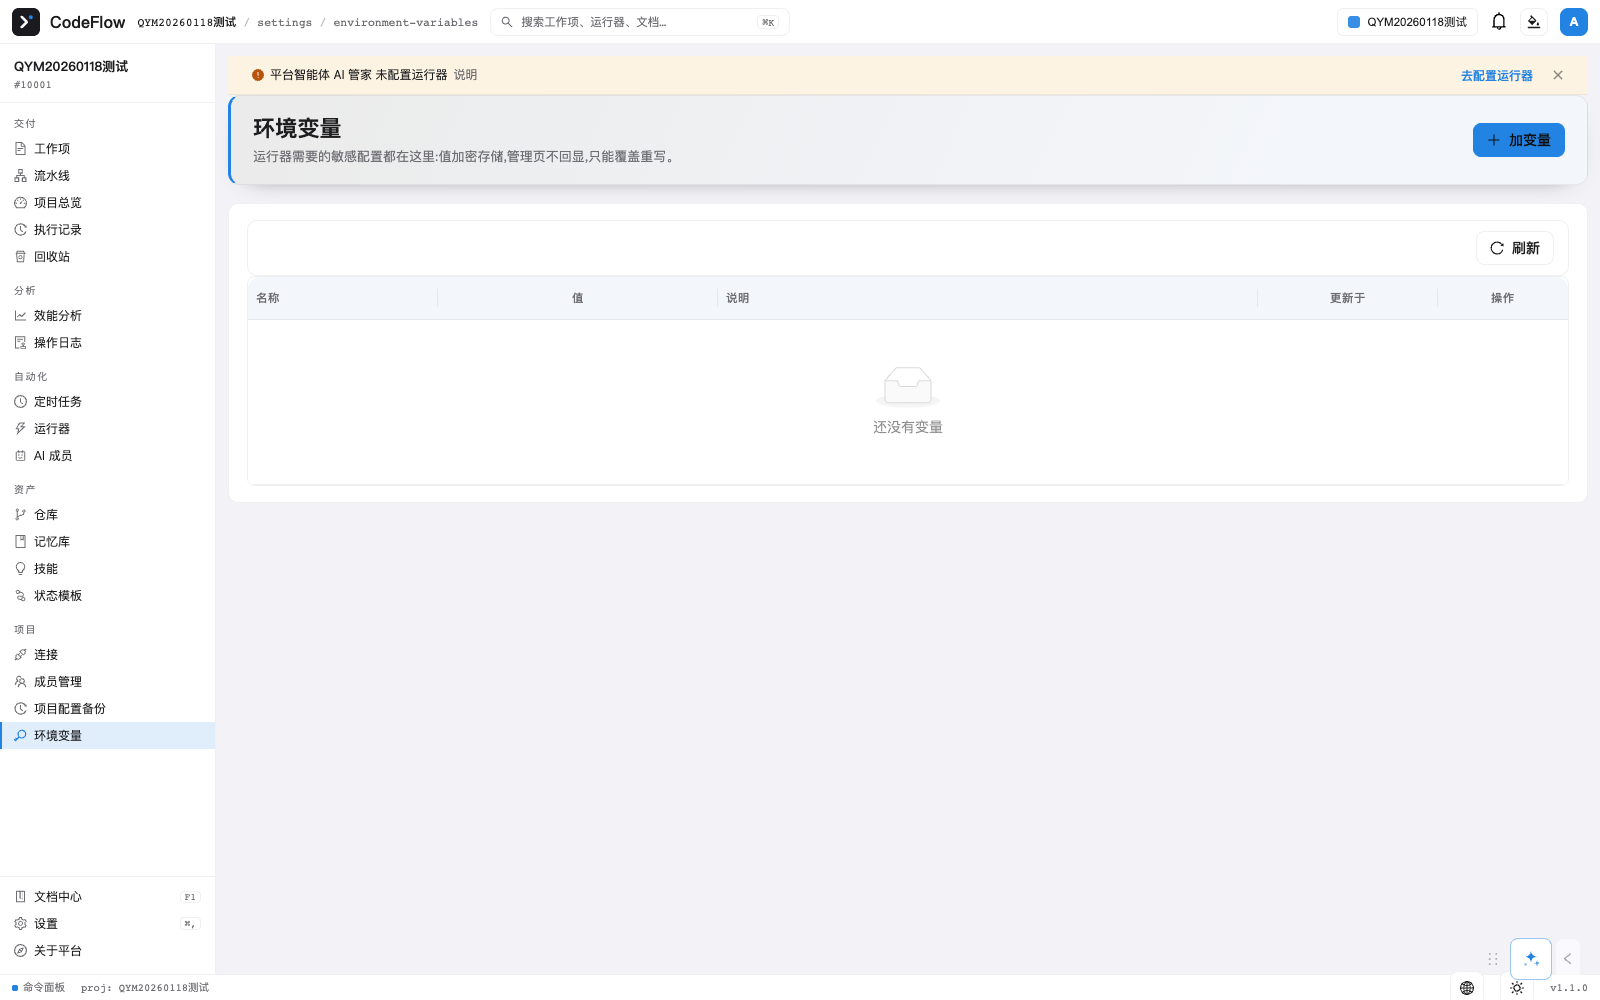 CodeFlow QYM20260118测试 / settings / environment-variables 搜索工作项、运行器、文档... ⌘K QYM20260118测试 A
QYM20260118测试
#10001
交付
工作项
流水线
项目总览
执行记录
回收站
分析
效能分析
操作日志
自动化
定时任务
运行器
AI 成员
资产
仓库
记忆库
技能
状态模板
项目
连接
成员管理
项目配置备份
环境变量
文档中心 F1
设置 ⌘,
关于平台
平台智能体 AI 管家 未配置运行器 说明 去配置运行器
环境变量
运行器需要的敏感配置都在这里:值加密存储,管理页不回显,只能覆盖重写。
加变量
刷新
名称 值 说明 更新于 操作
还没有变量
命令面板 proj: QYM20260118测试 v1.1.0